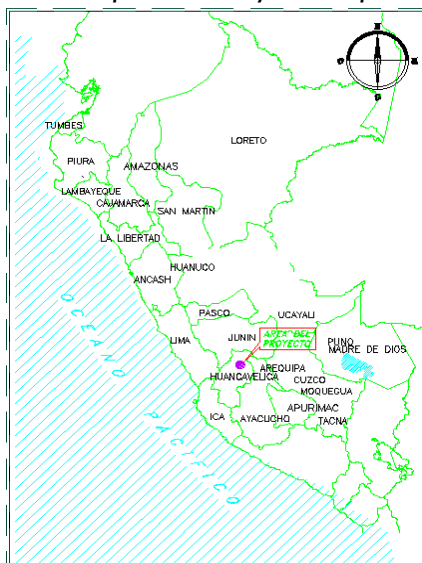 TUMBES
LORETO
PIURA
AMAZONAS
LAMBAYEQUE
CAJAMARCA
SAN MARTIN
LA LIBERTAD
HUANUCO
ANCASH
PASCO
UCAYALI
LIMA
JUNIN
AREA DEL
PROYECTO
PUNO
MADRE DE DIOS
HUANCAVELICA
AREQUIPA
CUZCO
MOQUEGUA
ICA
AYACUCHO
APURIMAC
TACNA
OCEANO PACIFICO